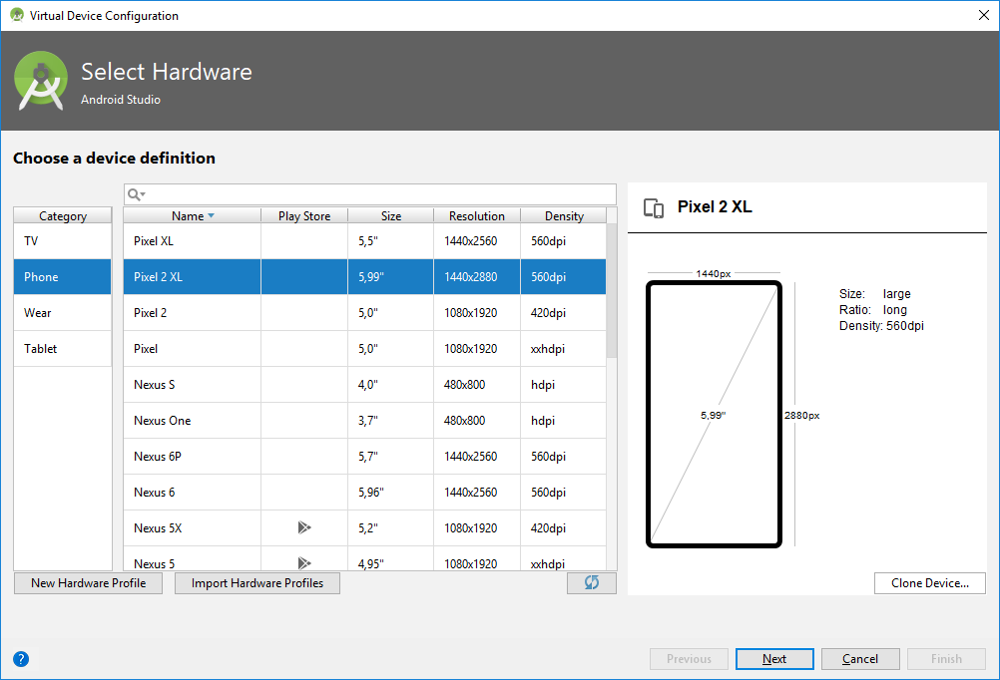 Virtual Device Configuration
Select Hardware
Android Studio
Choose a device definition
Category
TV
Phone
Wear
Tablet
Name Play Store Size Resolution Density
Pixel XL 5,5" 1440x2560 560dpi
Pixel 2 XL 5,99" 1440x2880 560dpi
Pixel 2 5,0" 1080x1920 420dpi
Pixel 5,0" 1080x1920 xxhdpi
Nexus S 4,0" 480x800 hdpi
Nexus One 3,7" 480x800 hdpi
Nexus 6P 5,7" 1440x2560 560dpi
Nexus 6 5,96" 1440x2560 560dpi
Nexus 5X 5,2" 1080x1920 420dpi
Nexus 5 4,95" 1080x1920 xxhdpi
New Hardware Profile Import Hardware Profiles
Pixel 2 XL
1440px
Size: large
Ratio: long
Density: 560dpi
5,99" 2880px
Clone Device...
? Previous Next Cancel Finish